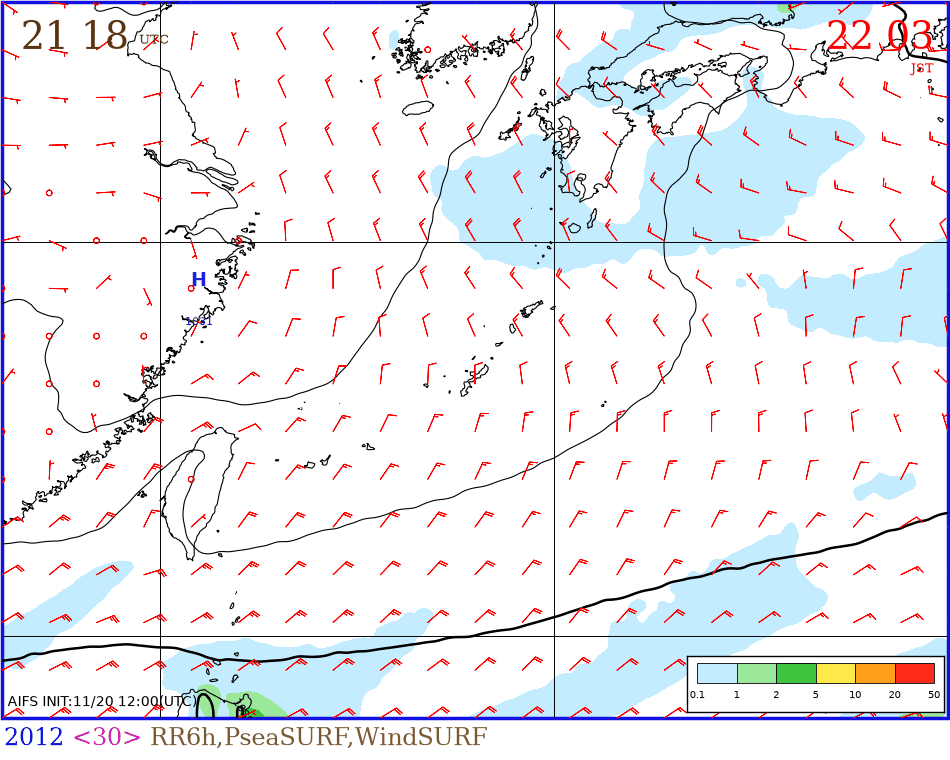 21 18 UTC
22 03
JST
H
1031
0.1 1 2 5 10 20 50
AIFS INIT:11/20 12:00(UTC)
2012 <30> RR6h,PseaSURF,WindSURF